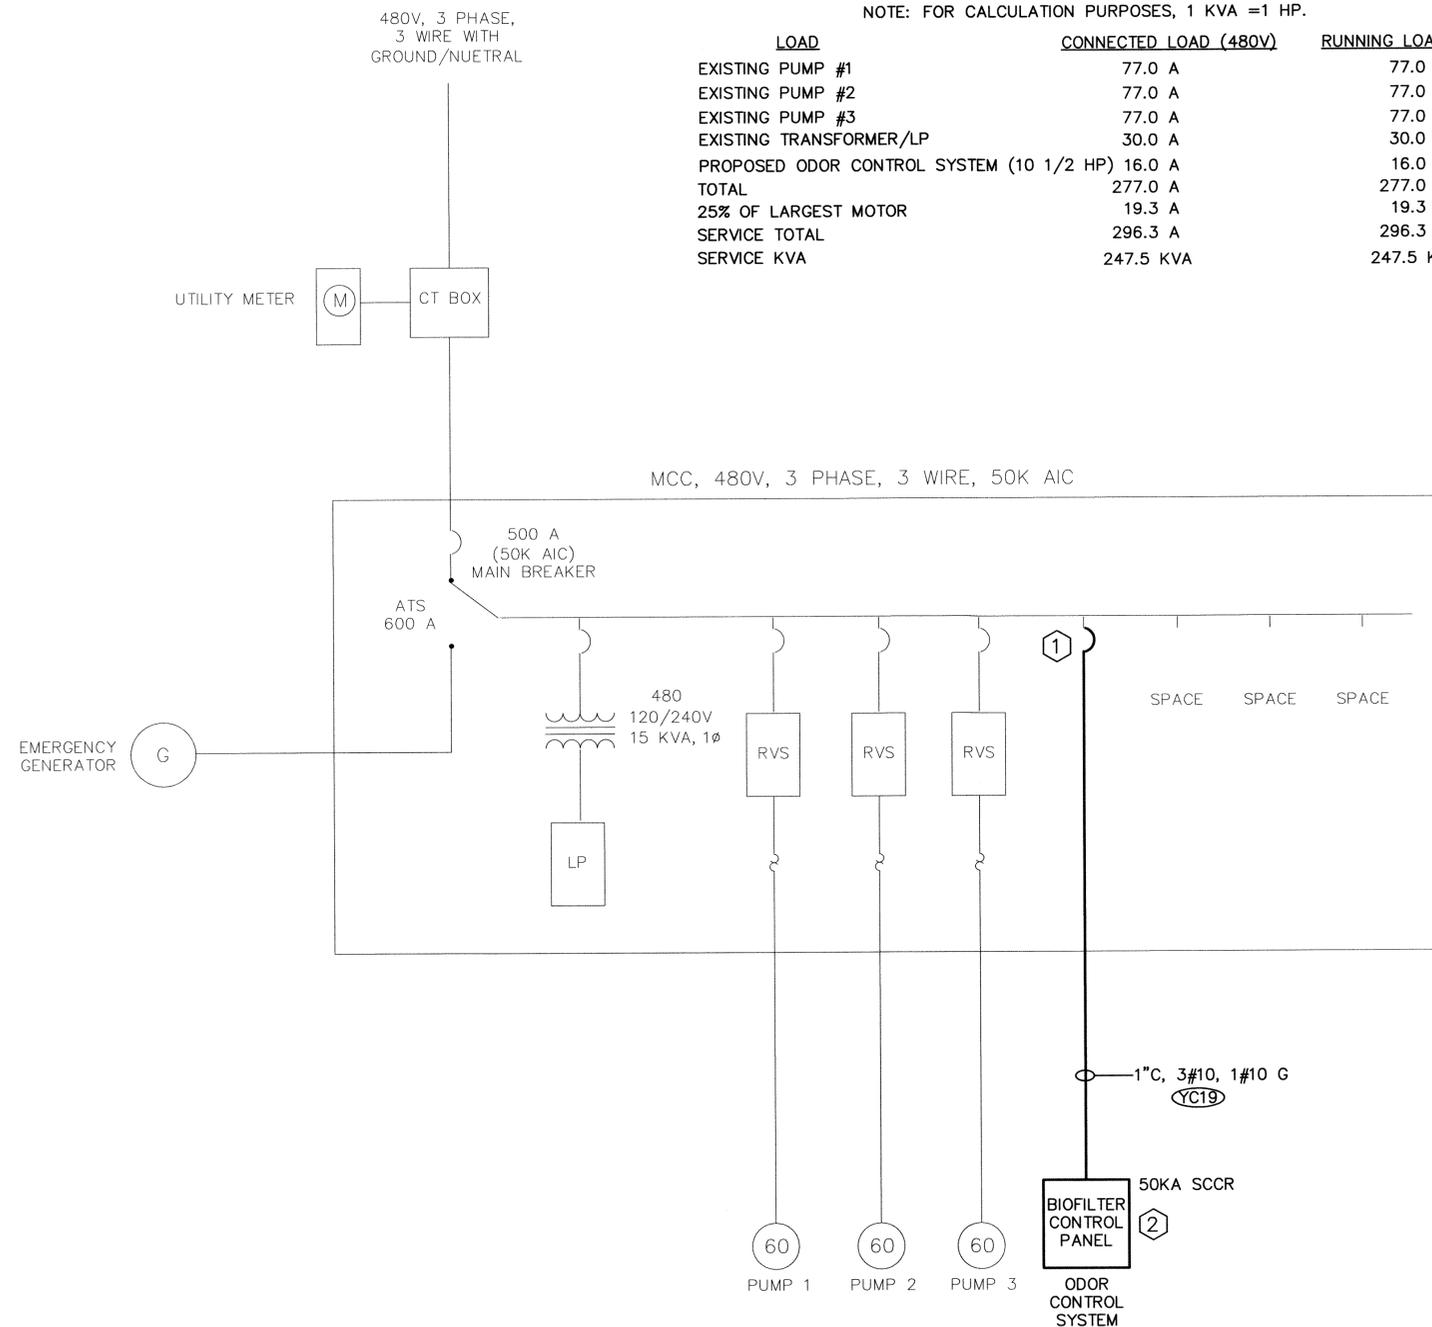 480V, 3 PHASE,
3 WIRE WITH
GROUND/NUETRAL
NOTE: FOR CALCULATION PURPOSES, 1 KVA =1 HP.
LOAD CONNECTED LOAD (480V) RUNNING LOA
EXISTING PUMP #1 77.0 A 77.0
EXISTING PUMP #2 77.0 A 77.0
EXISTING PUMP #3 77.0 A 77.0
EXISTING TRANSFORMER/LP 30.0 A 30.0
PROPOSED ODOR CONTROL SYSTEM (10 1/2 HP) 16.0 A 16.0
TOTAL 277.0 A 277.0
25% OF LARGEST MOTOR 19.3 A 19.3
SERVICE TOTAL 296.3 A 296.3
SERVICE KVA 247.5 KVA 247.5 K
UTILITY METER M CT BOX
MCC, 480V, 3 PHASE, 3 WIRE, 50K AIC
500 A
(50K AIC)
MAIN BREAKER
ATS
600 A
1
480
120/240V
15 KVA, 1ø
SPACE SPACE SPACE
EMERGENCY
GENERATOR
G
RVS RVS RVS
LP
1"C, 3#10, 1#10 G
YC19
50KA SCCR
BIOFILTER
CONTROL
PANEL
2
60 60 60
PUMP 1 PUMP 2 PUMP 3
ODOR
CONTROL
SYSTEM